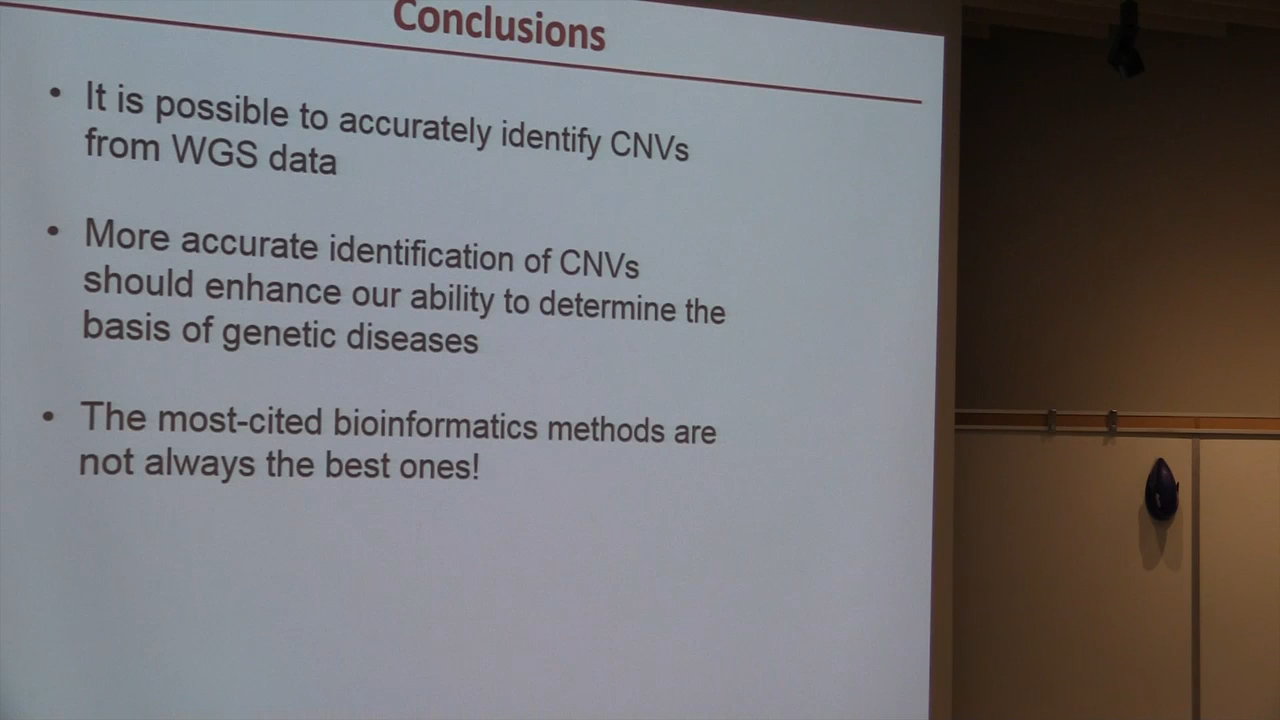 Conclusions
• It is possible to accurately identify CNVs
from WGS data
• More accurate identification of CNVs
should enhance our ability to determine the
basis of genetic diseases
• The most-cited bioinformatics methods are
not always the best ones!